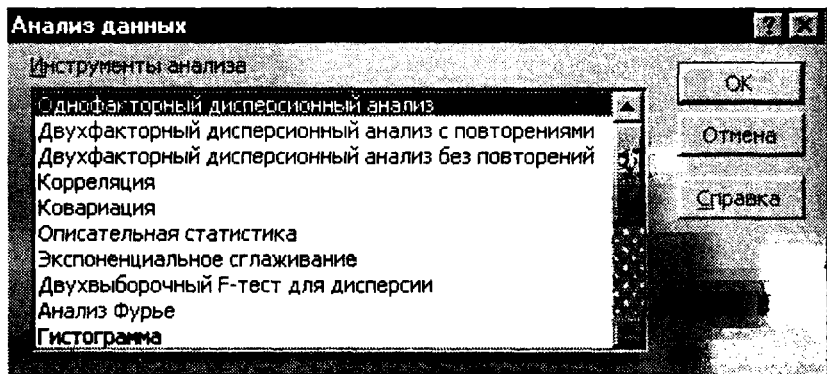 Анализ данных
Инструменты анализа
Однофакторный дисперсионный анализ
Двухфакторный дисперсионный анализ с повторениями
Двухфакторный дисперсионный анализ без повторений
Корреляция
Ковариация
Описательная статистика
Экспоненциальное сглаживание
Двухвыборочный F-тест для дисперсии
Анализ Фурье
Гистограмма
OK
Отмена
Справка